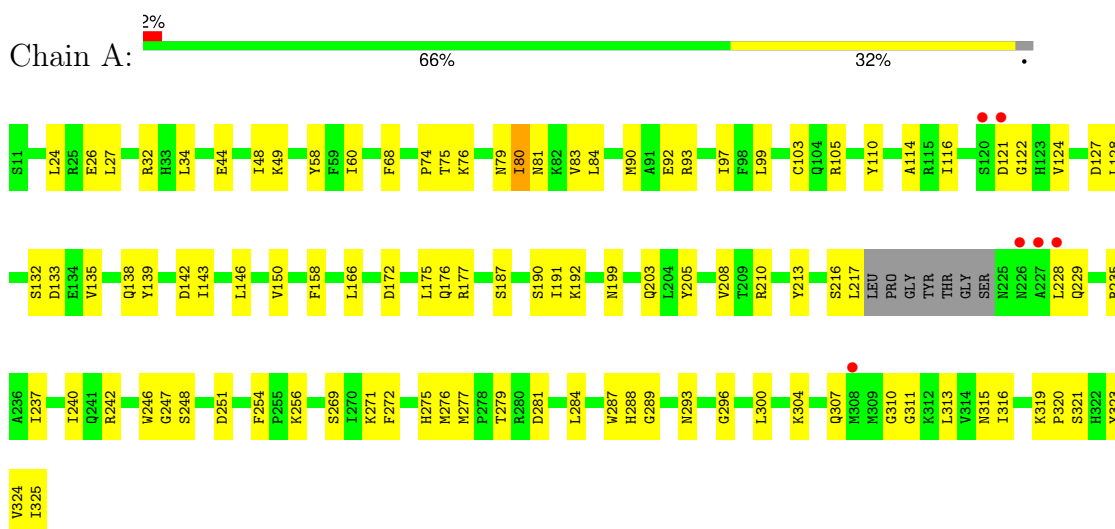 2%
Chain A:
66% 32% •
S11 L24 R25 E26 L27 R32 H33 L34 E44 I48 K49 Y58 F59 I60 F68 P74 T75 K76 N79 I80 N81 K82 V83 L84 M90 A91 E92 R93 I97 F98 L99 C103 Q104 R105 Y110 A114 R115 I116 S120 D121 G122 H123 V124 D127 L128
S132 D133 E134 V135 Q138 Y139 D142 I143 L146 V150 F158 L166 D172 L175 Q176 R177 S187 S190 I191 K192 N199 Q203 L204 Y205 V208 T209 R210 Y213 S216 L217 LEU PRO GLY TYR THR GLY SER N225 N226 A227 L228 Q229
A236 I237 I240 Q241 R242 W246 G247 S248 D251 F254 P255 K256 S269 I270 K271 F272 H275 M276 M277 P278 T279 R280 D281 L284 W287 H288 G289 N293 G296 L300 K304 Q307 M308 M309 G310 G311 K312 L313 V314 N315 I316 K319 P320 S321 H322 Y323
V324 I325